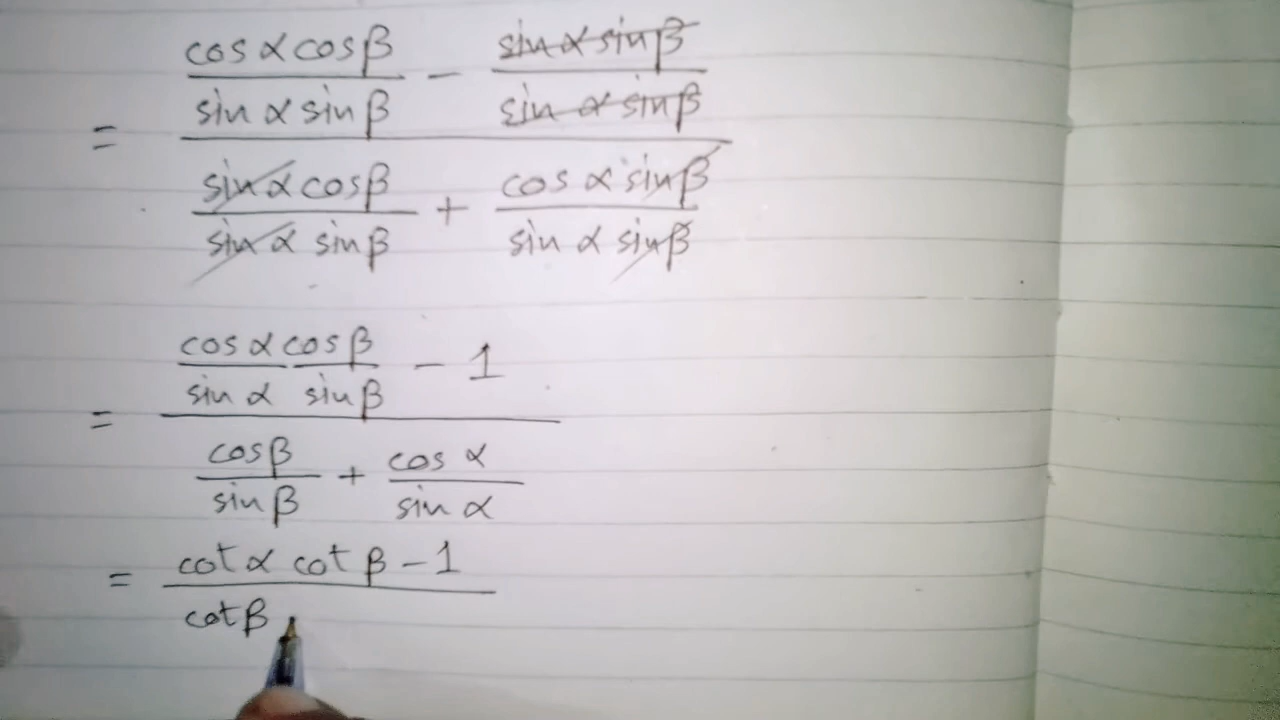 cos α cos β / sin α sin β − sin α sin β / sin α sin β
=
sin α cos β / sin α sin β + cos α sin β / sin α sin β
cos α cos β / sin α sin β − 1
=
cos β / sin β + cos α / sin α
= cot α cot β − 1
cot β